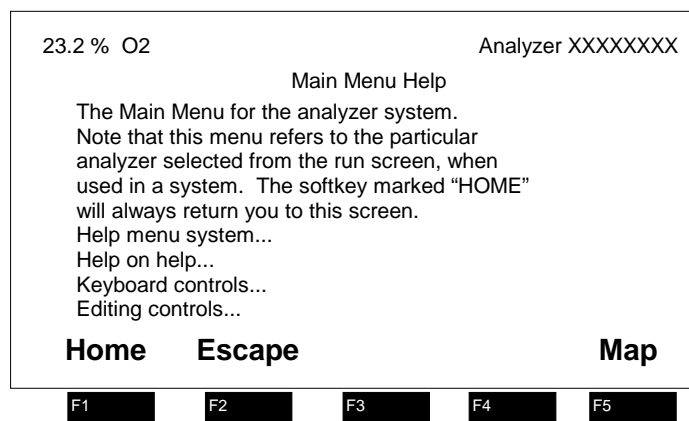 23.2 % O2 Analyzer XXXXXXXX
Main Menu Help
The Main Menu for the analyzer system.
Note that this menu refers to the particular
analyzer selected from the run screen, when
used in a system. The softkey marked “HOME”
will always return you to this screen.
Help menu system...
Help on help...
Keyboard controls...
Editing controls...
Home Escape Map
F1 F2 F3 F4 F5